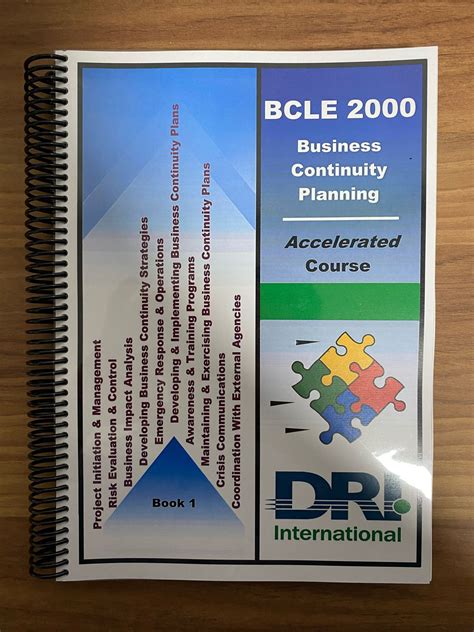 BCLE 2000
Business
Continuity
Planning
Accelerated
Course
DRI.
International
Project Initiation & Management
Risk Evaluation & Control
Business Impact Analysis
Developing Business Continuity Strategies
Emergency Response & Operations
Developing & Implementing Business Continuity Plans
Awareness & Training Programs
Maintaining & Exercising Business Continuity Plans
Crisis Communications
Coordination With External Agencies
Book 1